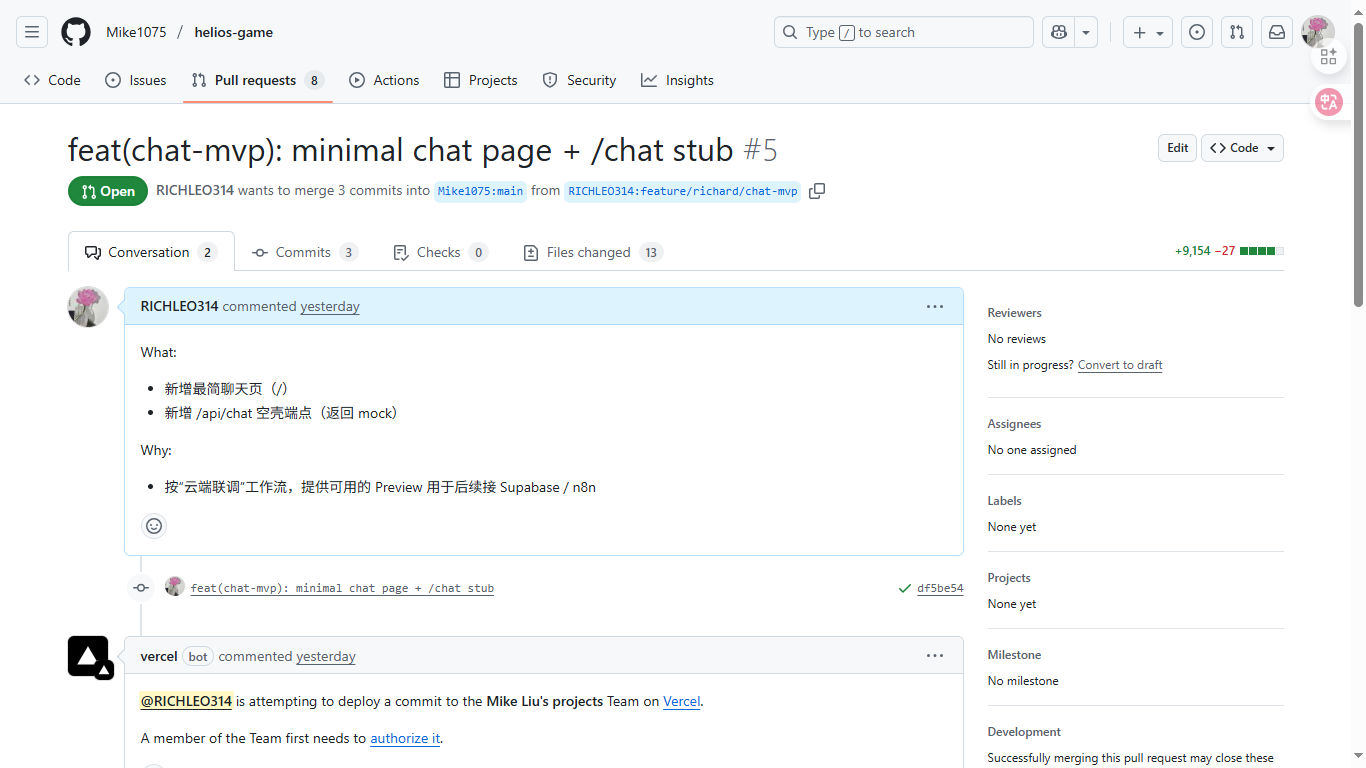 Mike1075 / helios-game
Type / to search
Code
Issues
Pull requests 8
Actions
Projects
Security
Insights
feat(chat-mvp): minimal chat page + /chat stub #5
Edit
Code
Open
RICHLEO314 wants to merge 3 commits into Mike1075:main from RICHLEO314:feature/richard/chat-mvp
Conversation 2
Commits 3
Checks 0
Files changed 13
+9,154 −27
RICHLEO314 commented yesterday
What:
新增最简聊天页（/）
新增 /api/chat 空壳端点（返回 mock）
Why:
按“云端联调”工作流，提供可用的 Preview 用于后续接 Supabase / n8n
feat(chat-mvp): minimal chat page + /chat stub
df5be54
vercel bot commented yesterday
@RICHLEO314 is attempting to deploy a commit to the Mike Liu's projects Team on Vercel.
A member of the Team first needs to authorize it.
Reviewers
No reviews
Still in progress? Convert to draft
Assignees
No one assigned
Labels
None yet
Projects
None yet
Milestone
No milestone
Development
Successfully merging this pull request may close these